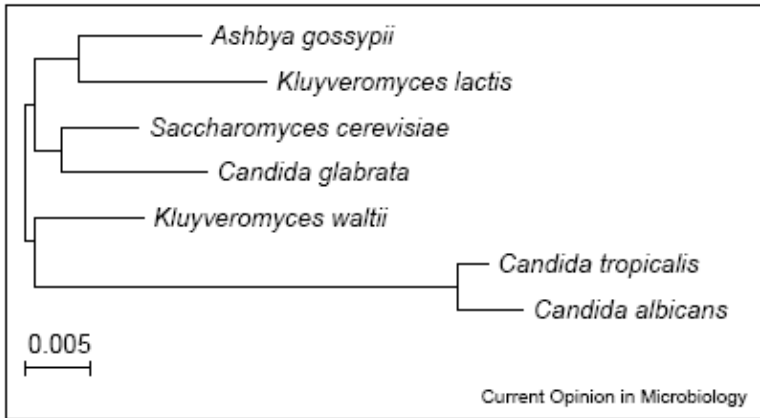 Ashbya gossypii
Kluyveromyces lactis
Saccharomyces cerevisiae
Candida glabrata
Kluyveromyces waltii
Candida tropicalis
Candida albicans
0.005
Current Opinion in Microbiology